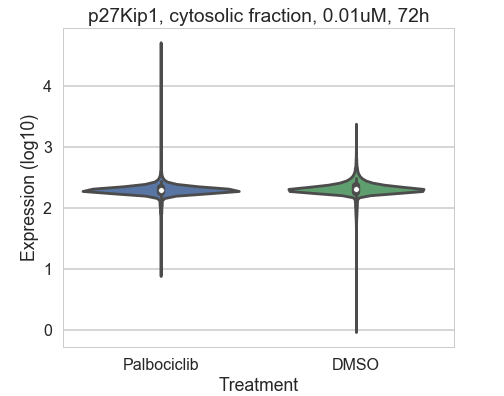 p27Kip1, cytosolic fraction, 0.01uM, 72h
Expression (log10)
4
3
2
1
0
Palbociclib DMSO
Treatment